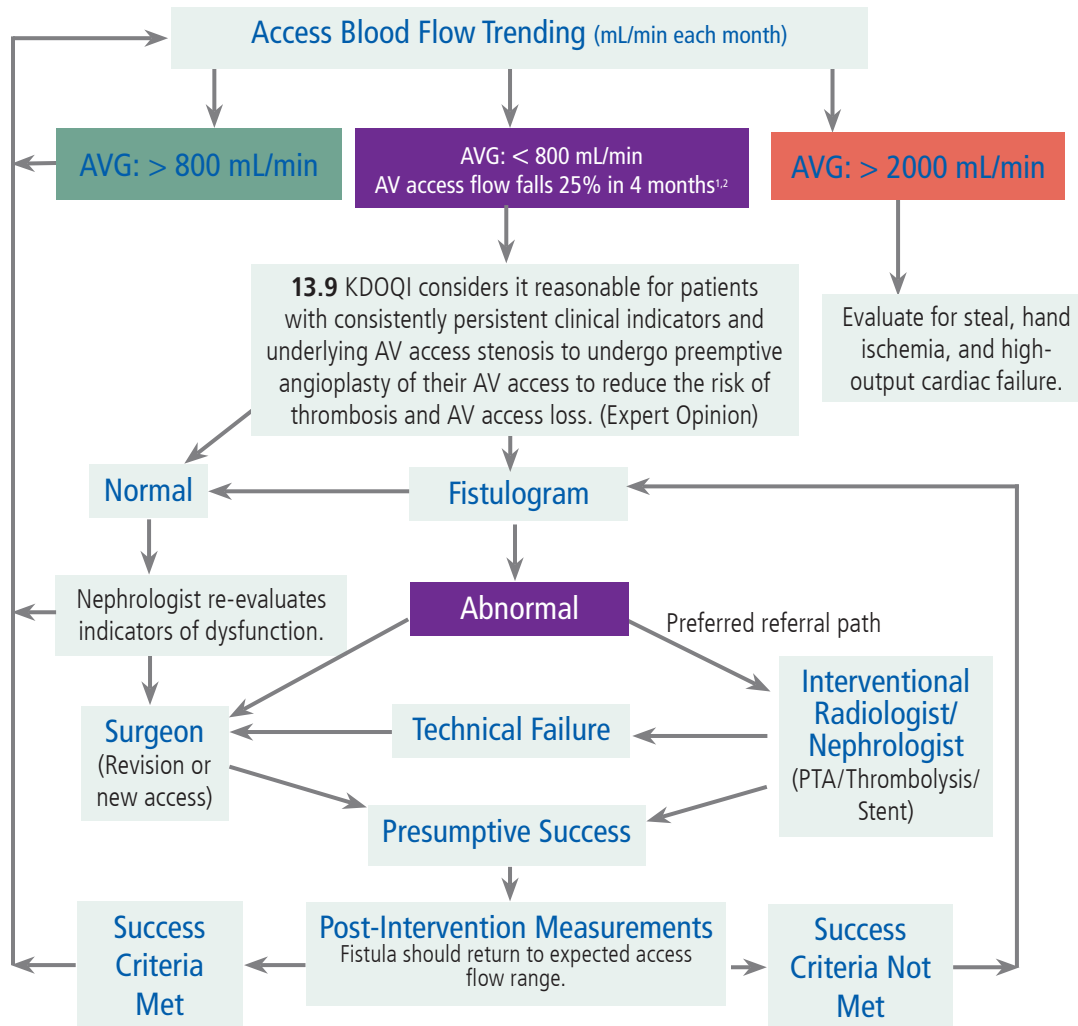 Access Blood Flow Trending (mL/min each month)
AVG: > 800 mL/min
AVG: < 800 mL/min
AV access flow falls 25% in 4 months¹,²
AVG: > 2000 mL/min
13.9 KDOQI considers it reasonable for patients
with consistently persistent clinical indicators and
underlying AV access stenosis to undergo preemptive
angioplasty of their AV access to reduce the risk of
thrombosis and AV access loss. (Expert Opinion)
Evaluate for steal, hand
ischemia, and high-
output cardiac failure.
Normal
Fistulogram
Nephrologist re-evaluates
indicators of dysfunction.
Abnormal
Preferred referral path
Surgeon
(Revision or
new access)
Technical Failure
Interventional
Radiologist/
Nephrologist
(PTA/Thrombolysis/
Stent)
Presumptive Success
Success
Criteria
Met
Post-Intervention Measurements
Fistula should return to expected access
flow range.
Success
Criteria Not
Met